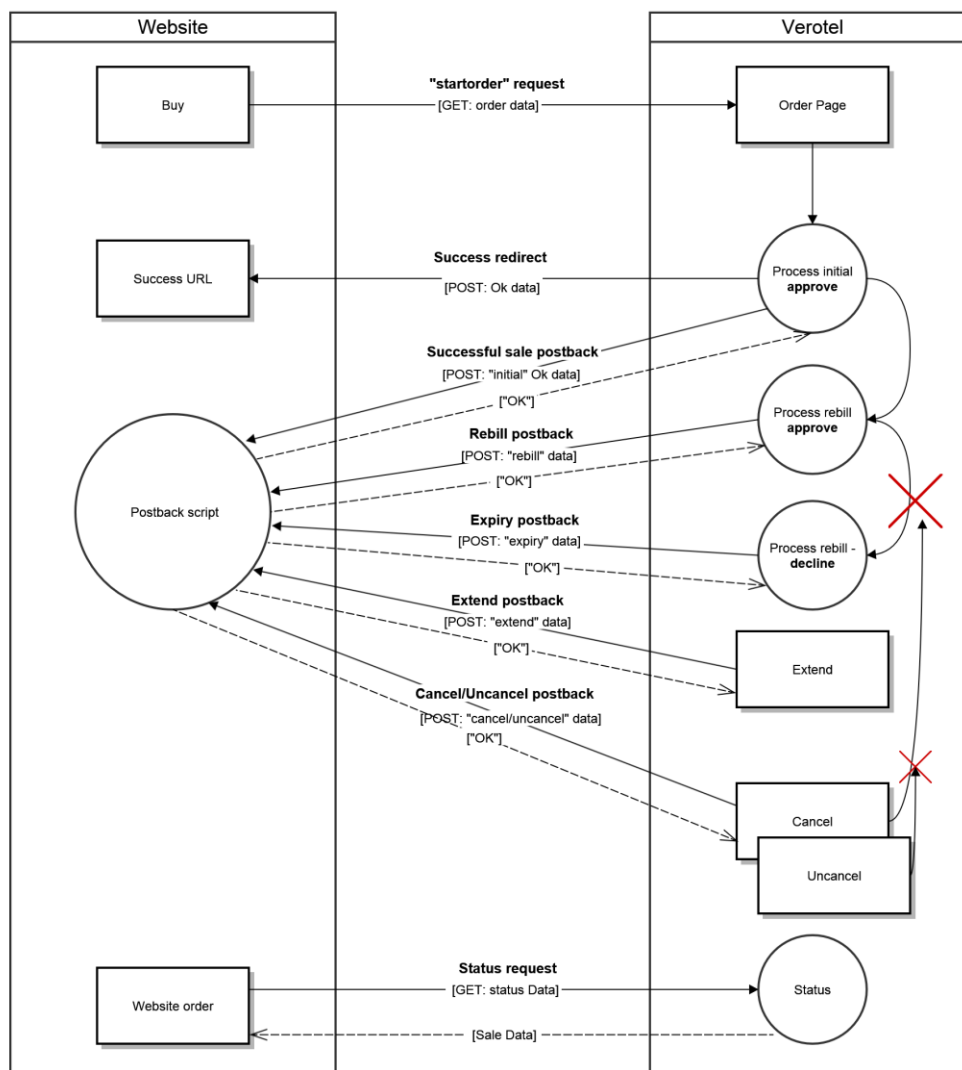 Website
Verotel
"startorder" request
Buy
[GET: order data]
Order Page
Success redirect
Success URL
[POST: Ok data]
Process initial
approve
Successful sale postback
[POST: "initial" Ok data]
["OK"]
Process rebill
approve
Rebill postback
[POST: "rebill" data]
["OK"]
Postback script
Expiry postback
[POST: "expiry" data]
["OK"]
Process rebill -
decline
Extend postback
[POST: "extend" data]
["OK"]
Extend
Cancel/Uncancel postback
[POST: "cancel/uncancel" data]
["OK"]
Cancel
Uncancel
Status request
[GET: status Data]
Status
Website order
[Sale Data]